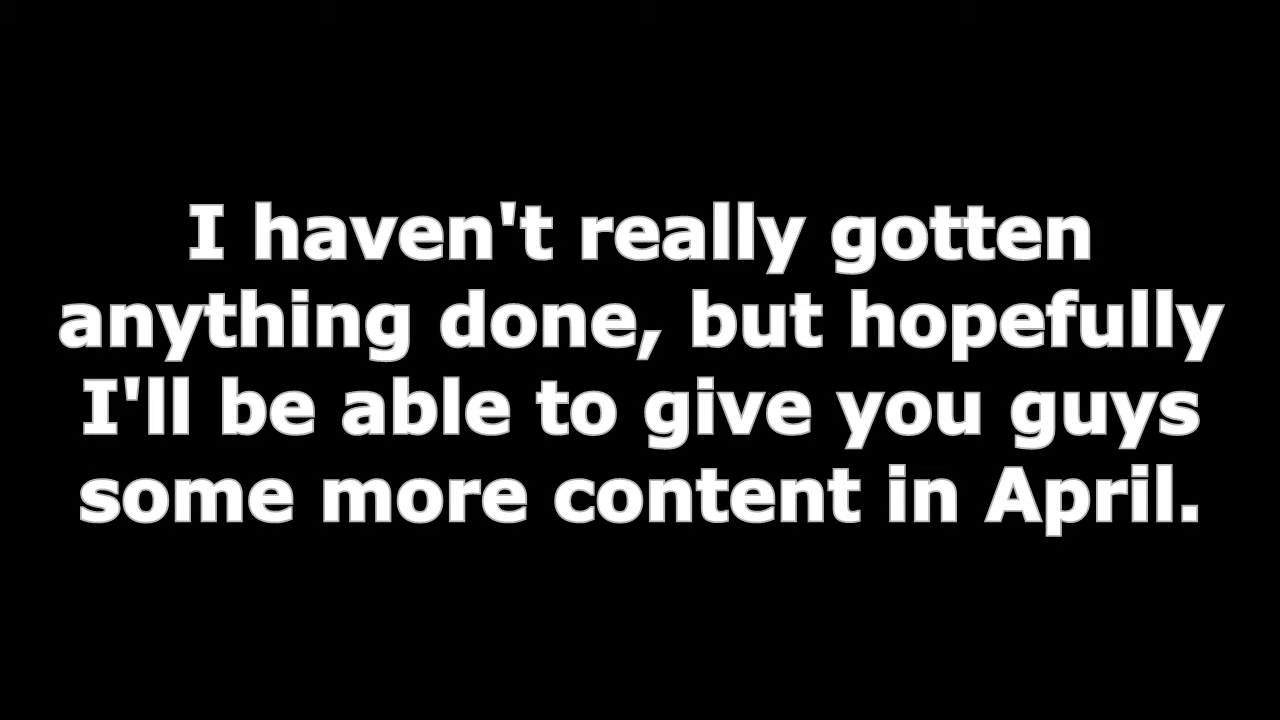 I haven't really gotten
anything done, but hopefully
I'll be able to give you guys
some more content in April.